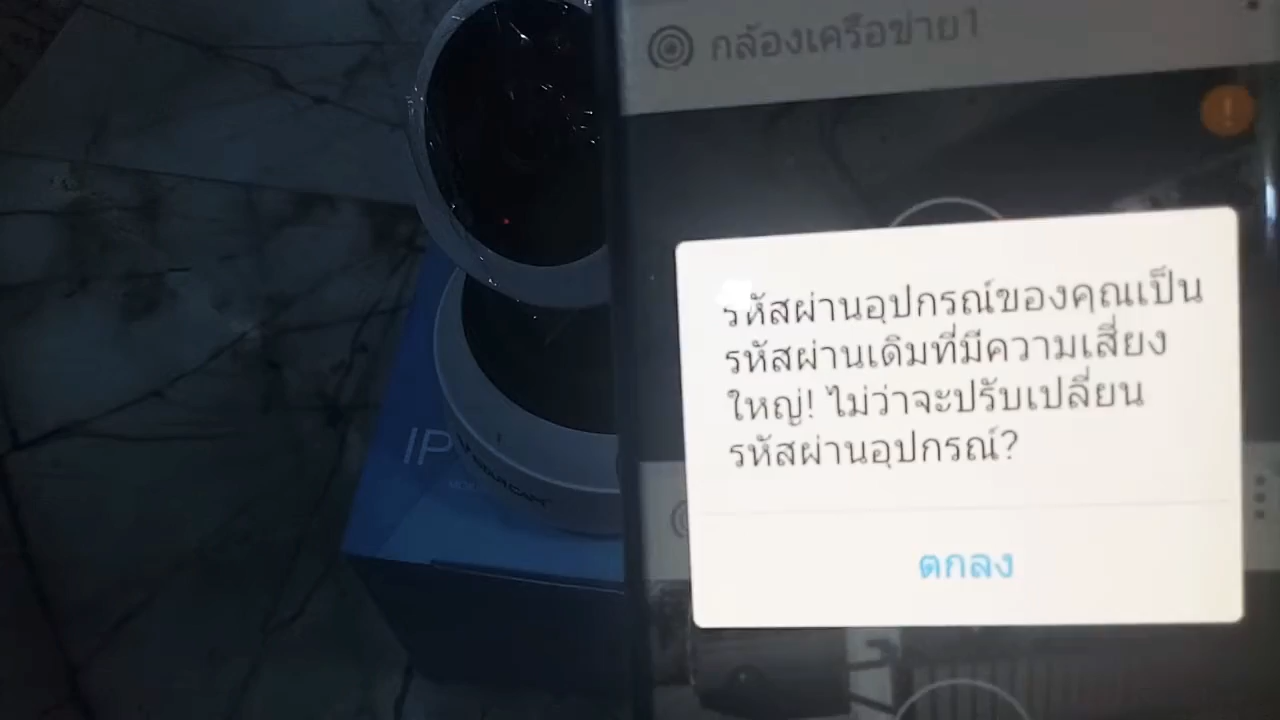 กล้องเครือข่าย1
รหัสผ่านอุปกรณ์ของคุณเป็น
รหัสผ่านเดิมที่มีความเสี่ยง
ใหญ่! ไม่ว่าจะปรับเปลี่ยน
รหัสผ่านอุปกรณ์?
ตกลง
IP
VSTARCAM